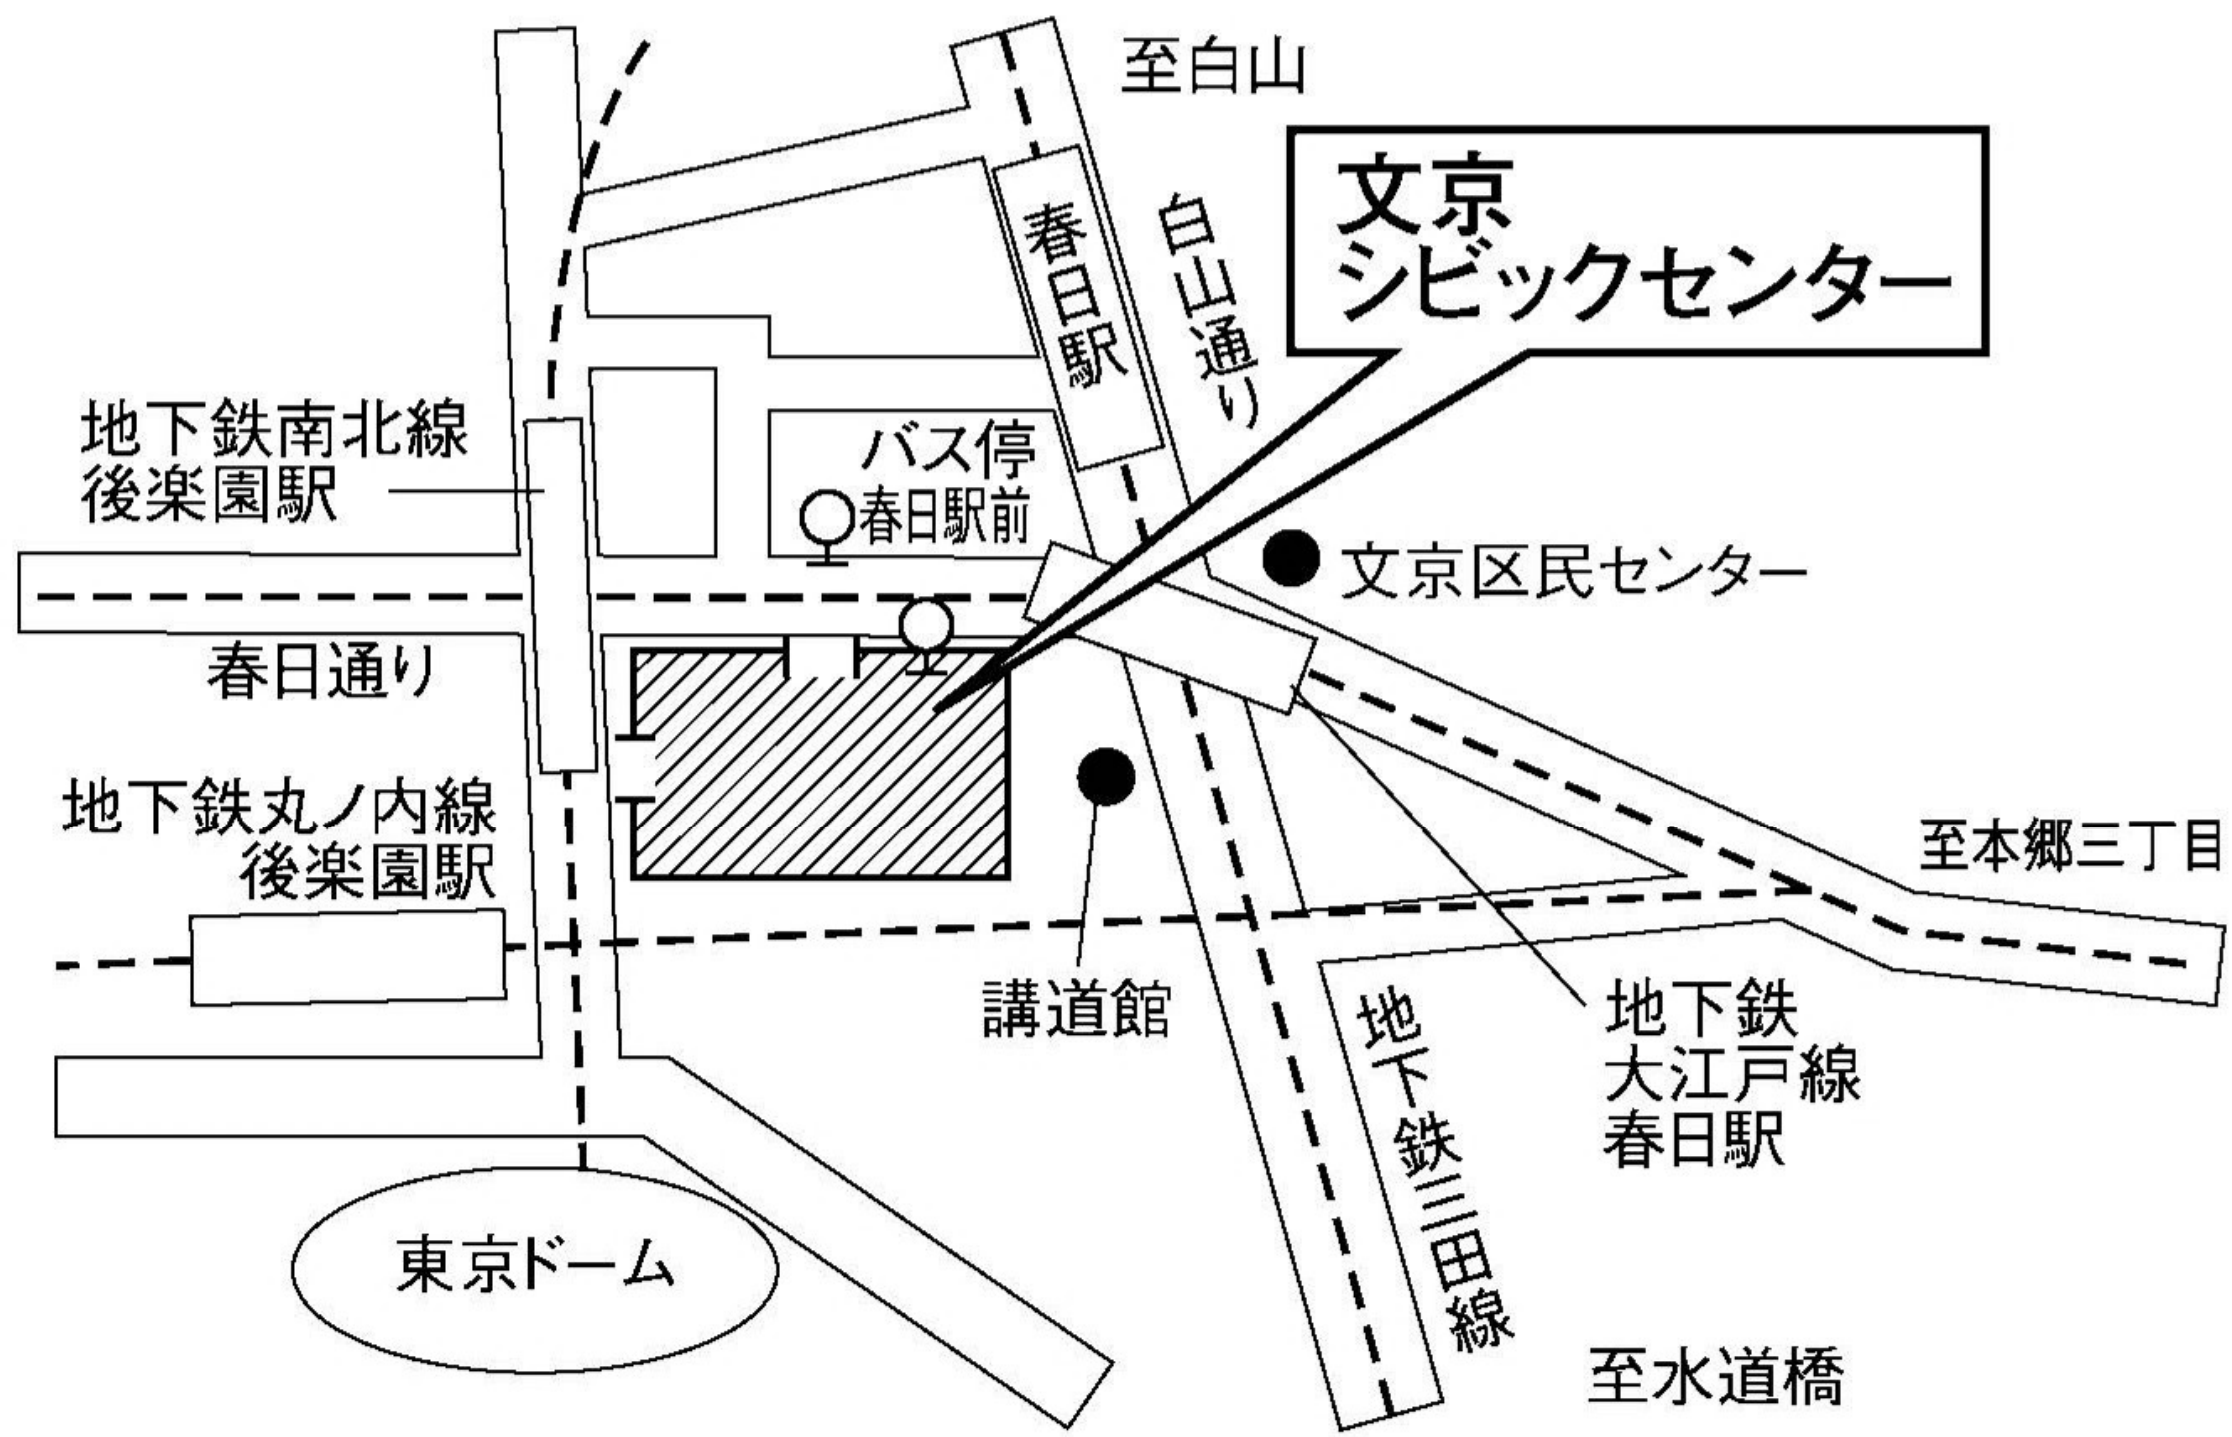 至白山
文京
シビックセンター
春日駅
白山通り
地下鉄南北線
後楽園駅
バス停
春日駅前
文京区民センター
春日通り
地下鉄丸ノ内線
後楽園駅
至本郷三丁目
講道館
地下鉄
大江戸線
春日駅
地下鉄三田線
東京ドーム
至水道橋